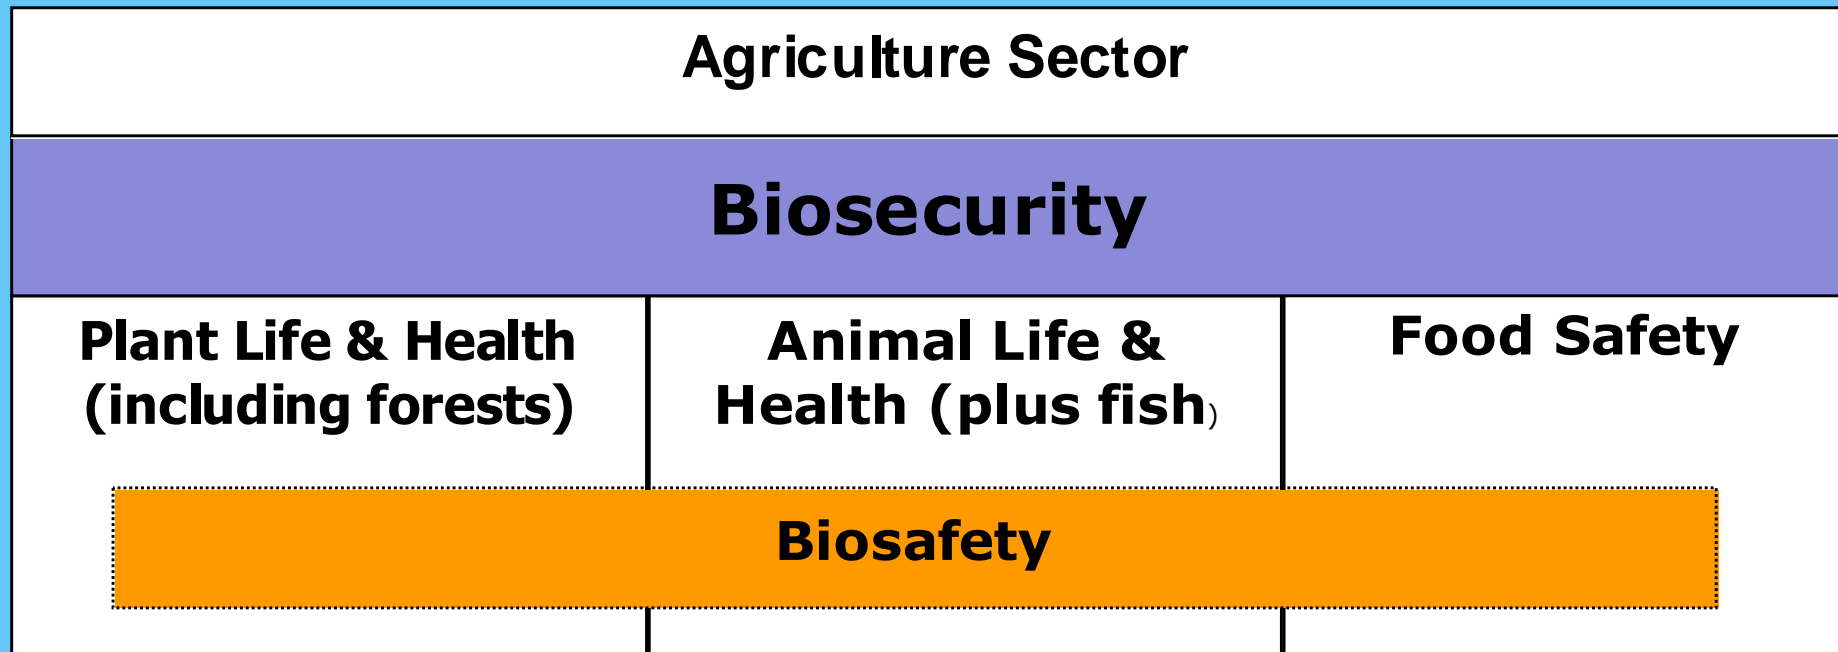 Agriculture Sector
Biosecurity
Plant Life & Health
(including forests)
Animal Life &
Health (plus fish)
Food Safety
Biosafety